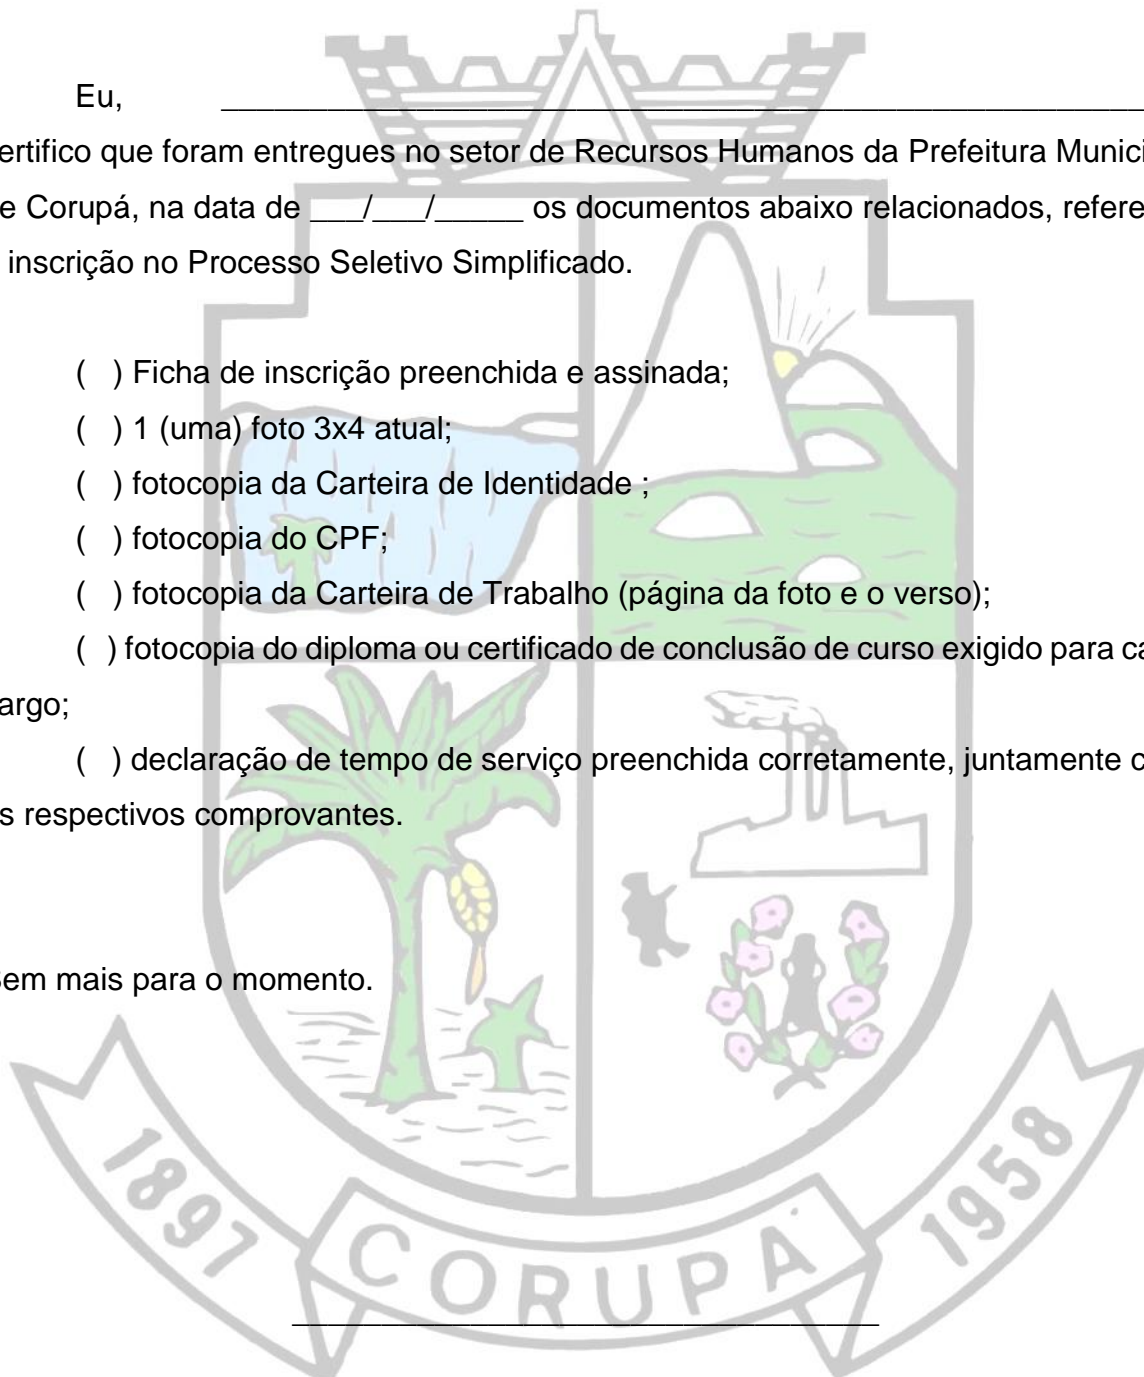 Eu, ____________________________________________________
ertifico que foram entregues no setor de Recursos Humanos da Prefeitura Munici
e Corupá, na data de ___/___/_____ os documentos abaixo relacionados, refere
inscrição no Processo Seletivo Simplificado.
(   ) Ficha de inscrição preenchida e assinada;
(   ) 1 (uma) foto 3x4 atual;
(   ) fotocopia da Carteira de Identidade ;
(   ) fotocopia do CPF;
(   ) fotocopia da Carteira de Trabalho (página da foto e o verso);
(   ) fotocopia do diploma ou certificado de conclusão de curso exigido para ca
argo;
(   ) declaração de tempo de serviço preenchida corretamente, juntamente c
s respectivos comprovantes.
Sem mais para o momento.
1897
CORUPÁ
1958
_________________________________